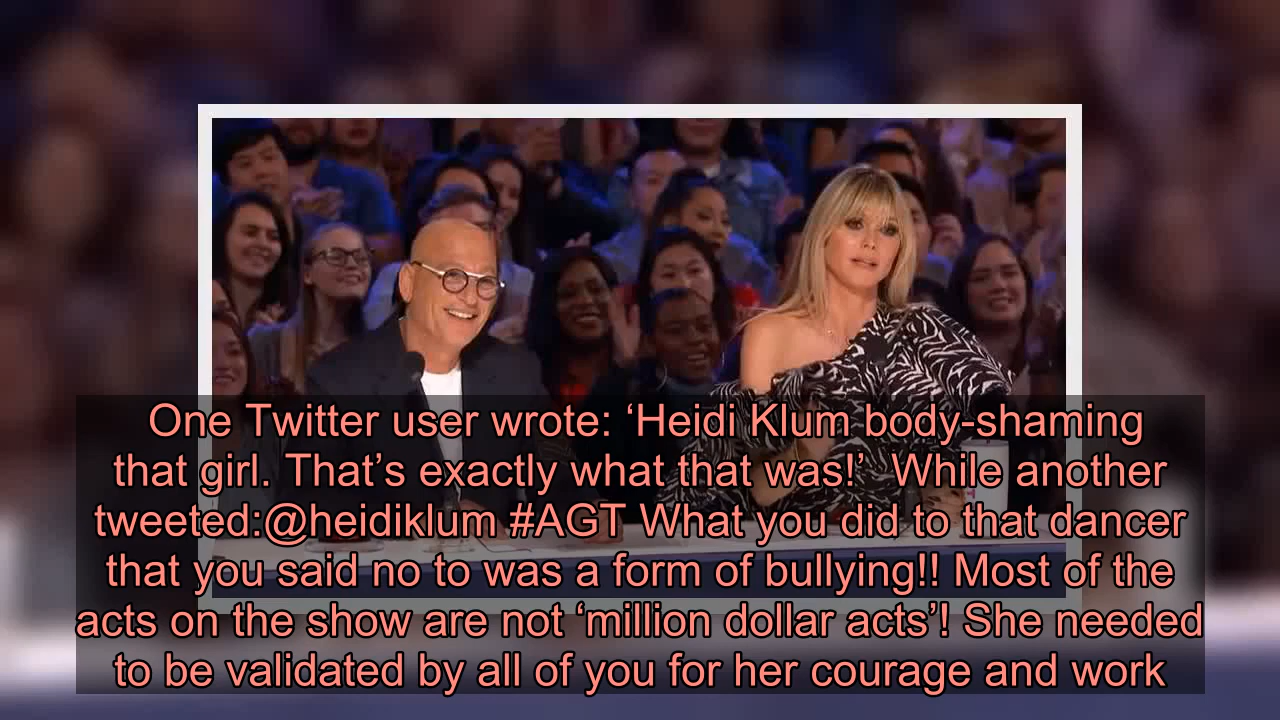 One Twitter user wrote: ‘Heidi Klum body-shaming
that girl. That’s exactly what that was!’  While another
tweeted:@heidiklum #AGT What you did to that dancer
that you said no to was a form of bullying!! Most of the
acts on the show are not ‘million dollar acts’! She needed
to be validated by all of you for her courage and work